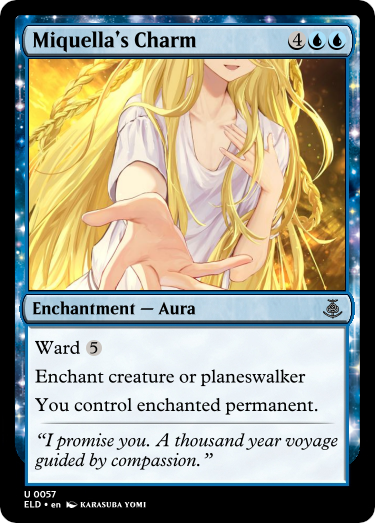 Miquella's Charm 4
Enchantment — Aura
Ward 5
Enchant creature or planeswalker
You control enchanted permanent.
“I promise you. A thousand year voyage
guided by compassion.”
U 0057
ELD • en KARASUBA YOMI